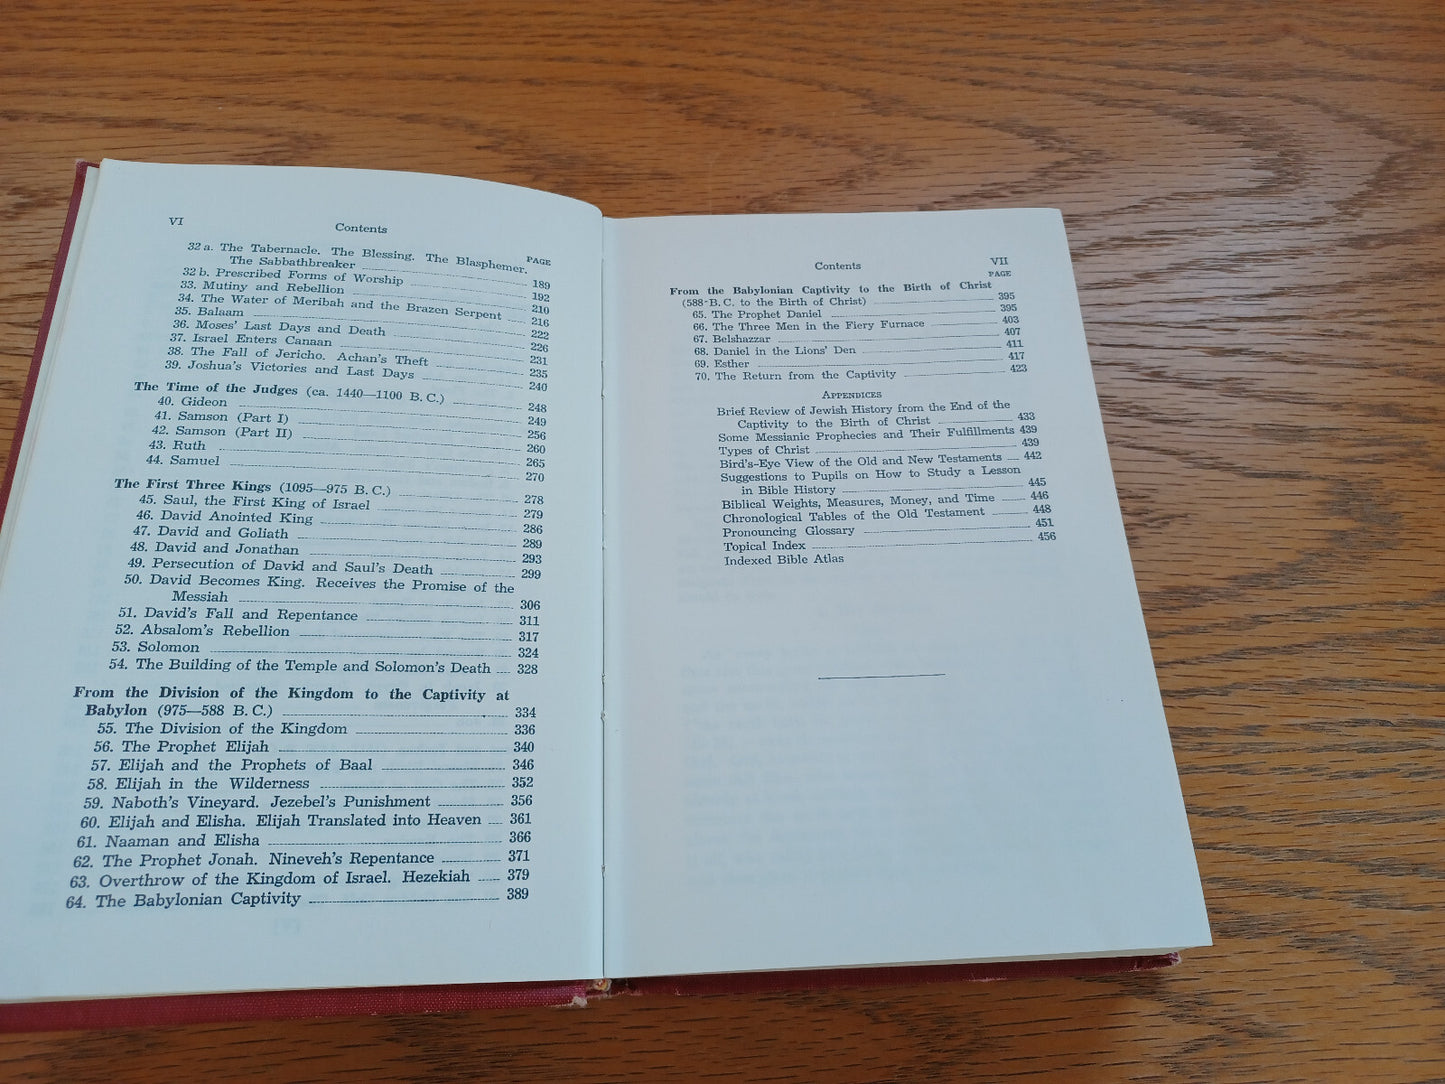 VI
Contents
PAGE
32 a. The Tabernacle. The Blessing. The Blasphemer.
The Sabbathbreaker 189
32 b. Prescribed Forms of Worship 192
33. Mutiny and Rebellion 210
34. The Water of Meribah and the Brazen Serpent 216
35. Balaam 222
36. Moses' Last Days and Death 226
37. Israel Enters Canaan 231
38. The Fall of Jericho. Achan's Theft 235
39. Joshua's Victories and Last Days 240
The Time of the Judges (ca. 1440—1100 B. C.) 248
40. Gideon 249
41. Samson (Part I) 256
42. Samson (Part II) 260
43. Ruth 265
44. Samuel 270
The First Three Kings (1095—975 B. C.) 278
45. Saul, the First King of Israel 279
46. David Anointed King 286
47. David and Goliath 289
48. David and Jonathan 293
49. Persecution of David and Saul's Death 299
50. David Becomes King. Receives the Promise of the
Messiah 306
51. David's Fall and Repentance 311
52. Absalom's Rebellion 317
53. Solomon 324
54. The Building of the Temple and Solomon's Death 328
From the Division of the Kingdom to the Captivity at
Babylon (975—588 B. C.) 334
55. The Division of the Kingdom 336
56. The Prophet Elijah 340
57. Elijah and the Prophets of Baal 346
58. Elijah in the Wilderness 352
59. Naboth's Vineyard. Jezebel's Punishment 356
60. Elijah and Elisha. Elijah Translated into Heaven 361
61. Naaman and Elisha 366
62. The Prophet Jonah. Nineveh's Repentance 371
63. Overthrow of the Kingdom of Israel. Hezekiah 379
64. The Babylonian Captivity 389
Contents
VII
PAGE
From the Babylonian Captivity to the Birth of Christ
(588 B. C. to the Birth of Christ) 395
65. The Prophet Daniel 395
66. The Three Men in the Fiery Furnace 403
67. Belshazzar 407
68. Daniel in the Lions' Den 411
69. Esther 417
70. The Return from the Captivity 423
APPENDICES
Brief Review of Jewish History from the End of the
Captivity to the Birth of Christ 433
Some Messianic Prophecies and Their Fulfillments 439
Types of Christ 439
Bird's-Eye View of the Old and New Testaments 442
Suggestions to Pupils on How to Study a Lesson
in Bible History 445
Biblical Weights, Measures, Money, and Time 446
Chronological Tables of the Old Testament 448
Pronouncing Glossary 451
Topical Index 456
Indexed Bible Atlas